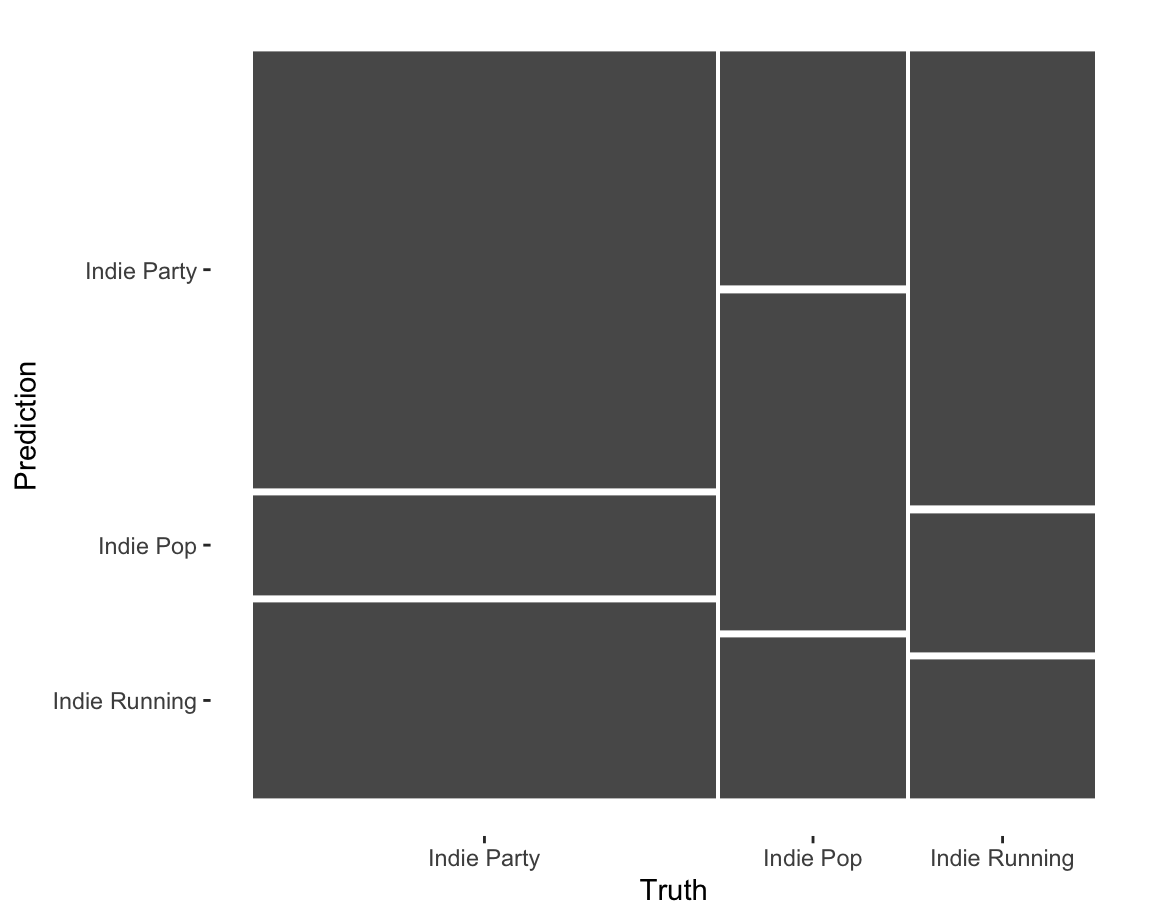 Prediction
Indie Party
Indie Pop
Indie Running
Indie Party
Indie Pop
Indie Running
Truth